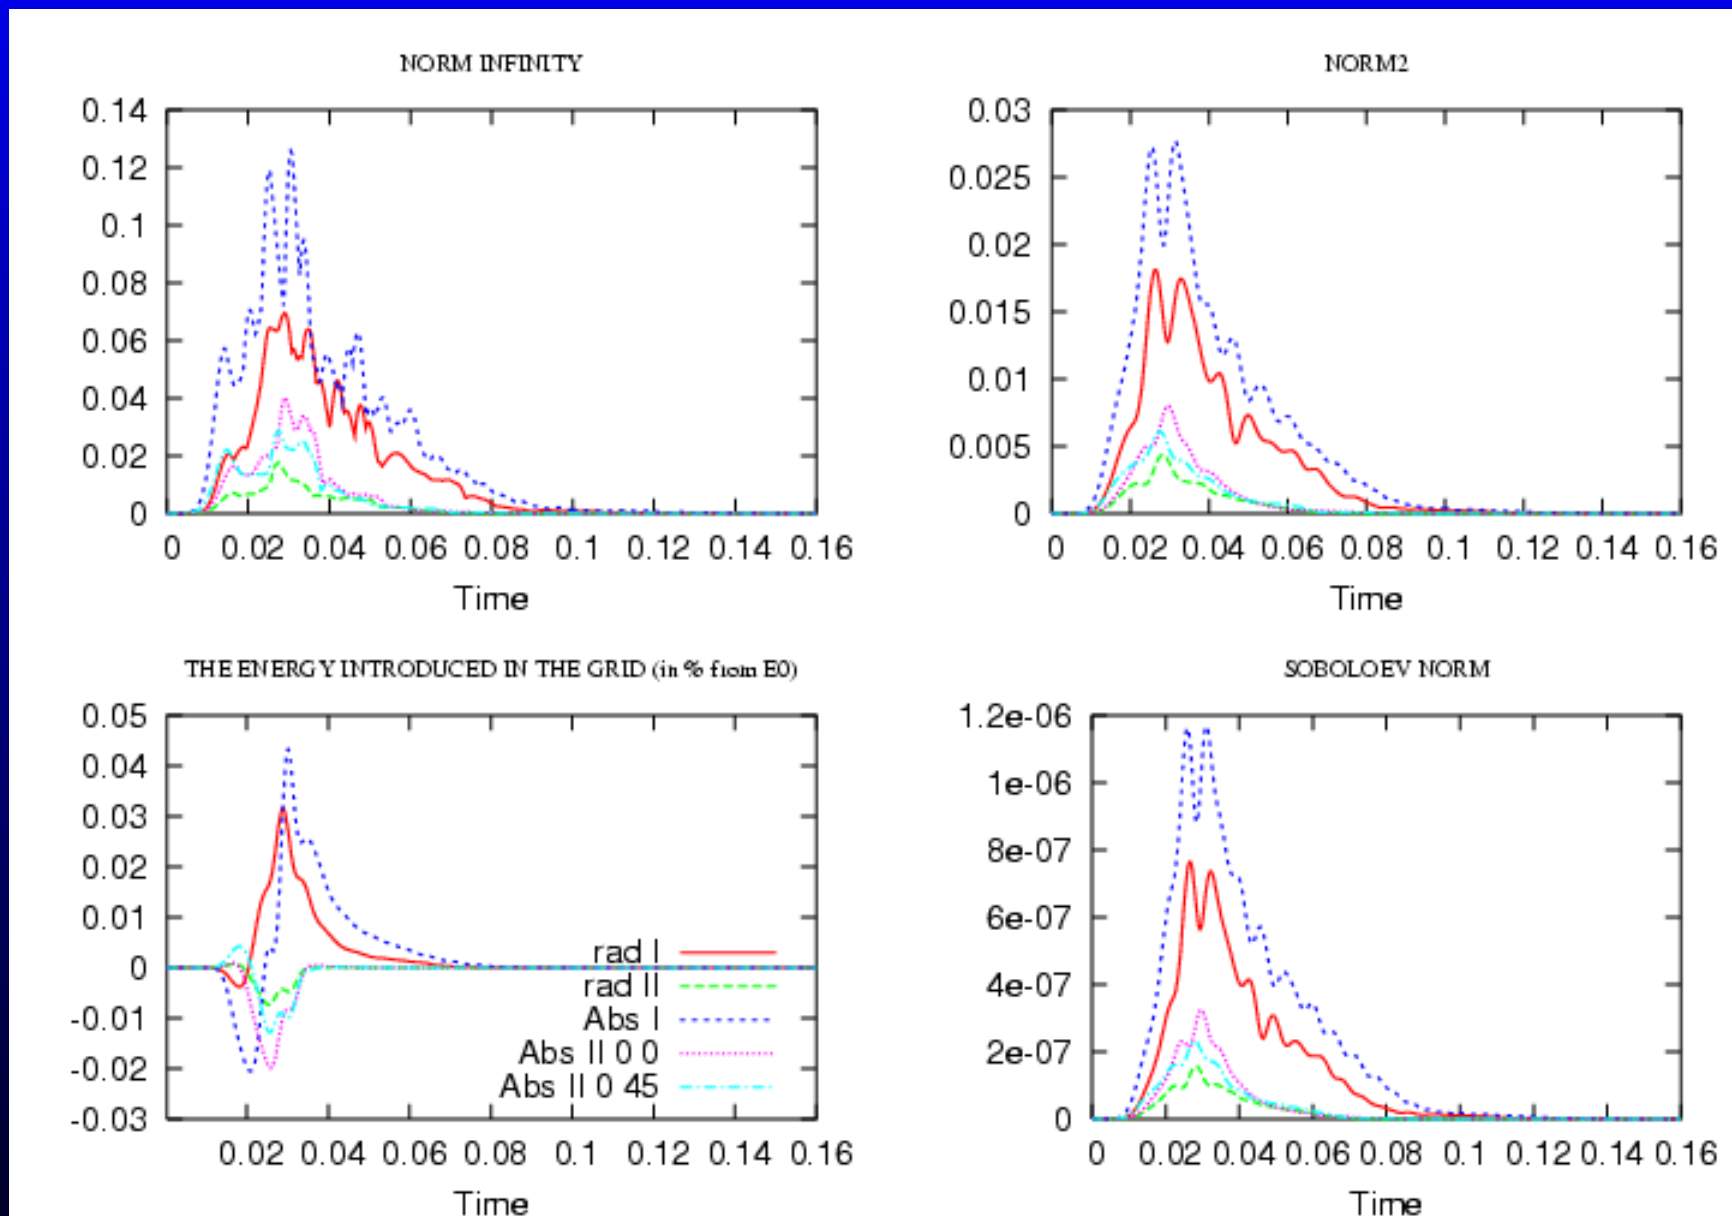 NORM INFINITY
0.14
0.12
0.1
0.08
0.06
0.04
0.02
0
0 0.02 0.04 0.06 0.08 0.1 0.12 0.14 0.16
Time
NORM2
0.03
0.025
0.02
0.015
0.01
0.005
0
0 0.02 0.04 0.06 0.08 0.1 0.12 0.14 0.16
Time
THE ENERGY INTRODUCED IN THE GRID (in % from E0)
0.05
0.04
0.03
0.02
0.01
0
-0.01
-0.02
-0.03
rad I
rad II
Abs I
Abs II 0 0
Abs II 0 45
0.02 0.04 0.06 0.08 0.1 0.12 0.14 0.16
Time
SOBOLOEV NORM
1.2e-06
1e-06
8e-07
6e-07
4e-07
2e-07
0
0 0.02 0.04 0.06 0.08 0.1 0.12 0.14 0.16
Time